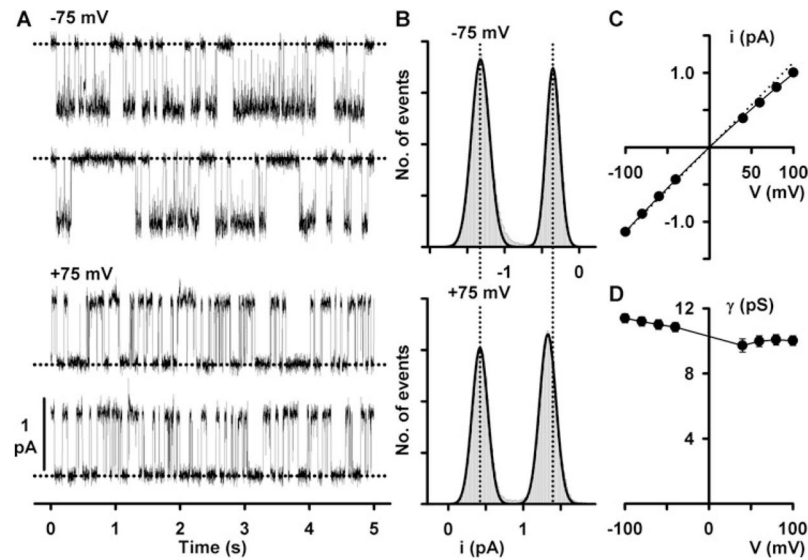 A
-75 mV
+75 mV
1
pA
0
1
2
3
4
5
Time (s)
B
-75 mV
No. of events
-1
0
+75 mV
No. of events
0
1
i (pA)
C
i (pA)
1.0
-100
50
100
V (mV)
-1.0
D
γ (pS)
12
9
4
-100
0
50
100
V (mV)